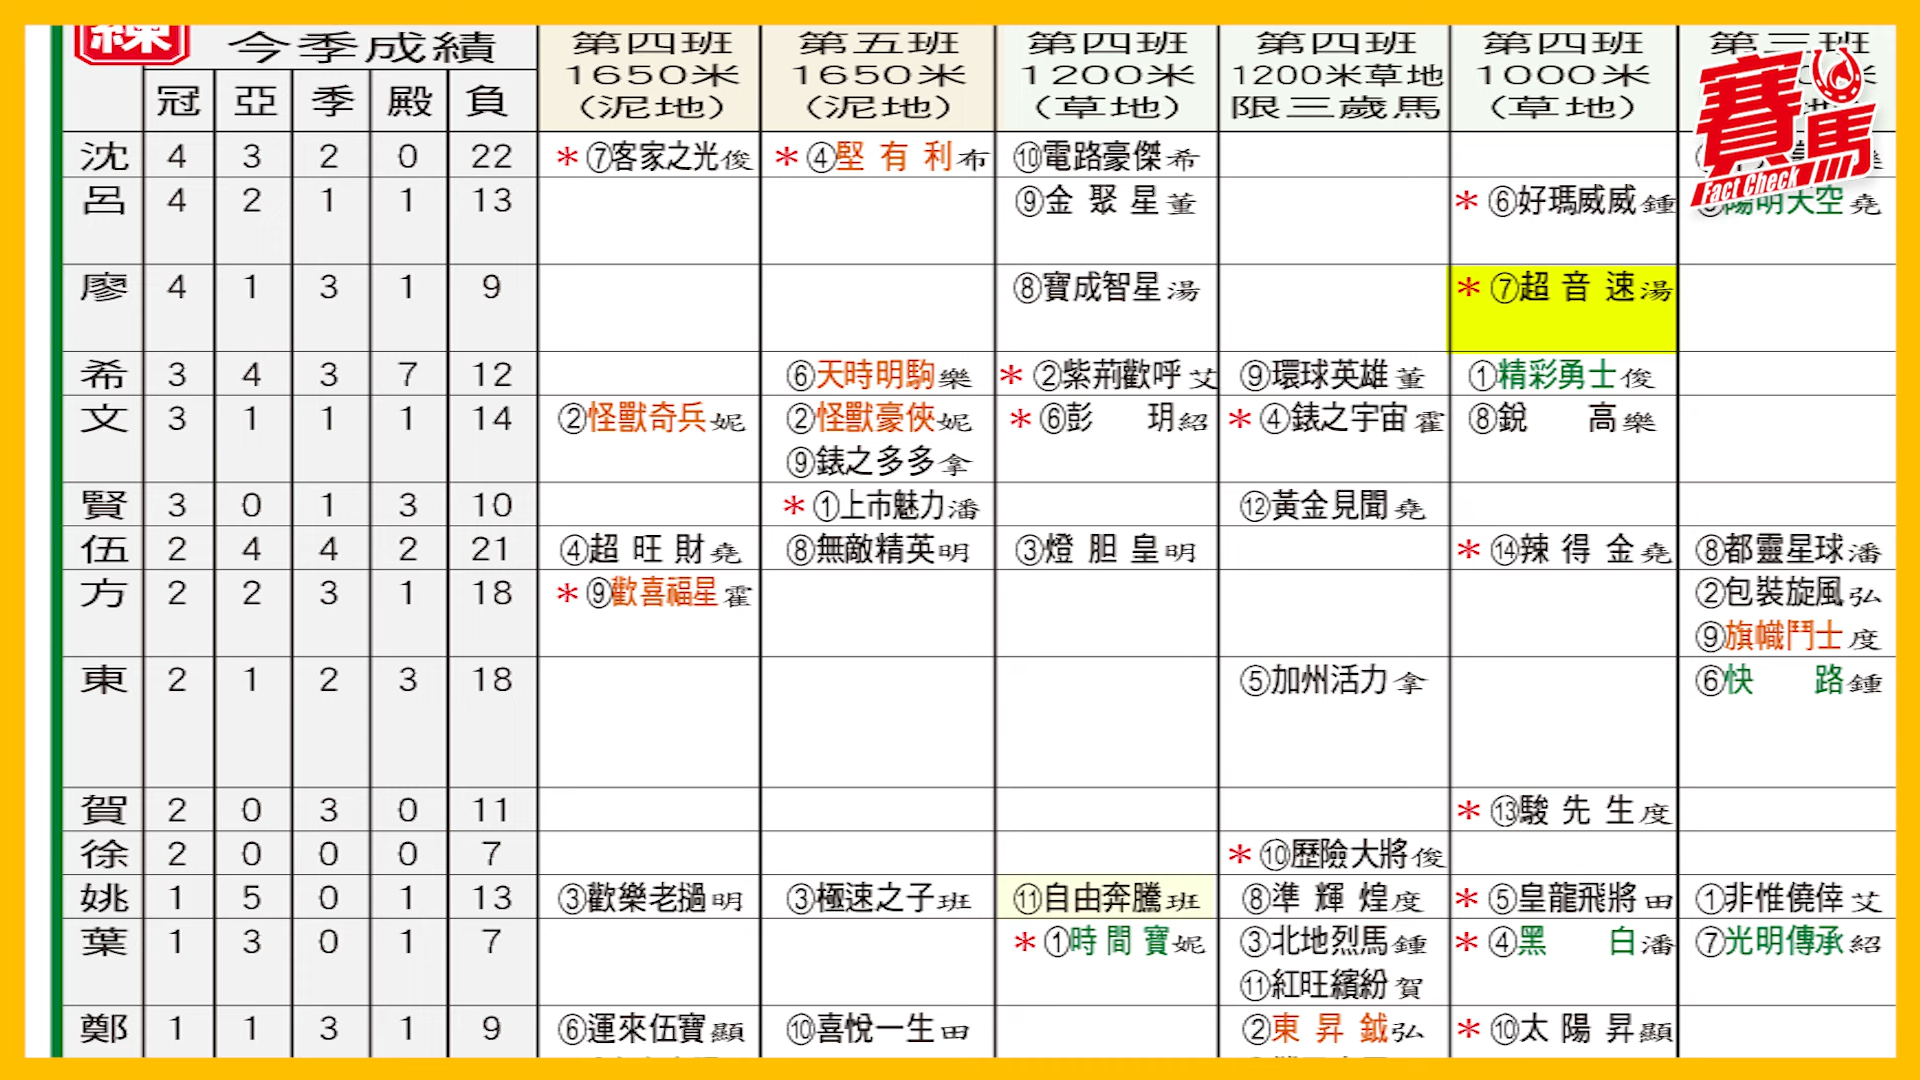 練 今季成績 第四班 第五班 第四班 第四班 第四班 第三班
1650米 1650米 1200米 1200米草地 1000米
冠 亞 季 殿 負 (泥地) (泥地) (草地) 限三歲馬 (草地)
賽馬
Fact Check
沈 4 3 2 0 22 *⑦客家之光俊 *④堅有利布 ⑩電路豪傑希
呂 4 2 1 1 13 ⑨金聚星董 *⑥好瑪威威鍾 陽明天空堯
廖 4 1 3 1 9 ⑧寶成智星湯 *⑦超音速湯
希 3 4 3 7 12 ⑥天時明駒樂 *②紫荊歡呼艾 ⑨環球英雄董 ①精彩勇士俊
文 3 1 1 1 14 ②怪獸奇兵妮 ②怪獸豪俠妮 *⑥彭玥紹 *④錶之宇宙霍 ⑧銳高樂
⑨錶之多多拿
賢 3 0 1 3 10 *①上市魅力潘 ⑫黃金見聞堯
伍 2 4 4 2 21 ④超旺財堯 ⑧無敵精英明 ③燈胆皇明 *⑭辣得金堯 ⑧都靈星球潘
方 2 2 3 1 18 *⑨歡喜福星霍 ②包裝旋風弘
⑨旗幟鬥士度
東 2 1 2 3 18 ⑤加州活力拿 ⑥快路鍾
賀 2 0 3 0 11 *⑬駿先生度
徐 2 0 0 0 7 *⑩歷險大將俊
姚 1 5 0 1 13 ③歡樂老撾明 ③極速之子班 ⑪自由奔騰班 ⑧準輝煌度 *⑤皇龍飛將田 ①非惟僥倖艾
葉 1 3 0 1 7 *①時間寶妮 ③北地烈馬鍾 *④黑白潘 ⑦光明傳承紹
⑪紅旺繽紛賀
鄭 1 1 3 1 9 ⑥運來伍寶顯 ⑩喜悅一生田 ②東昇鉞弘 *⑩太陽昇顯